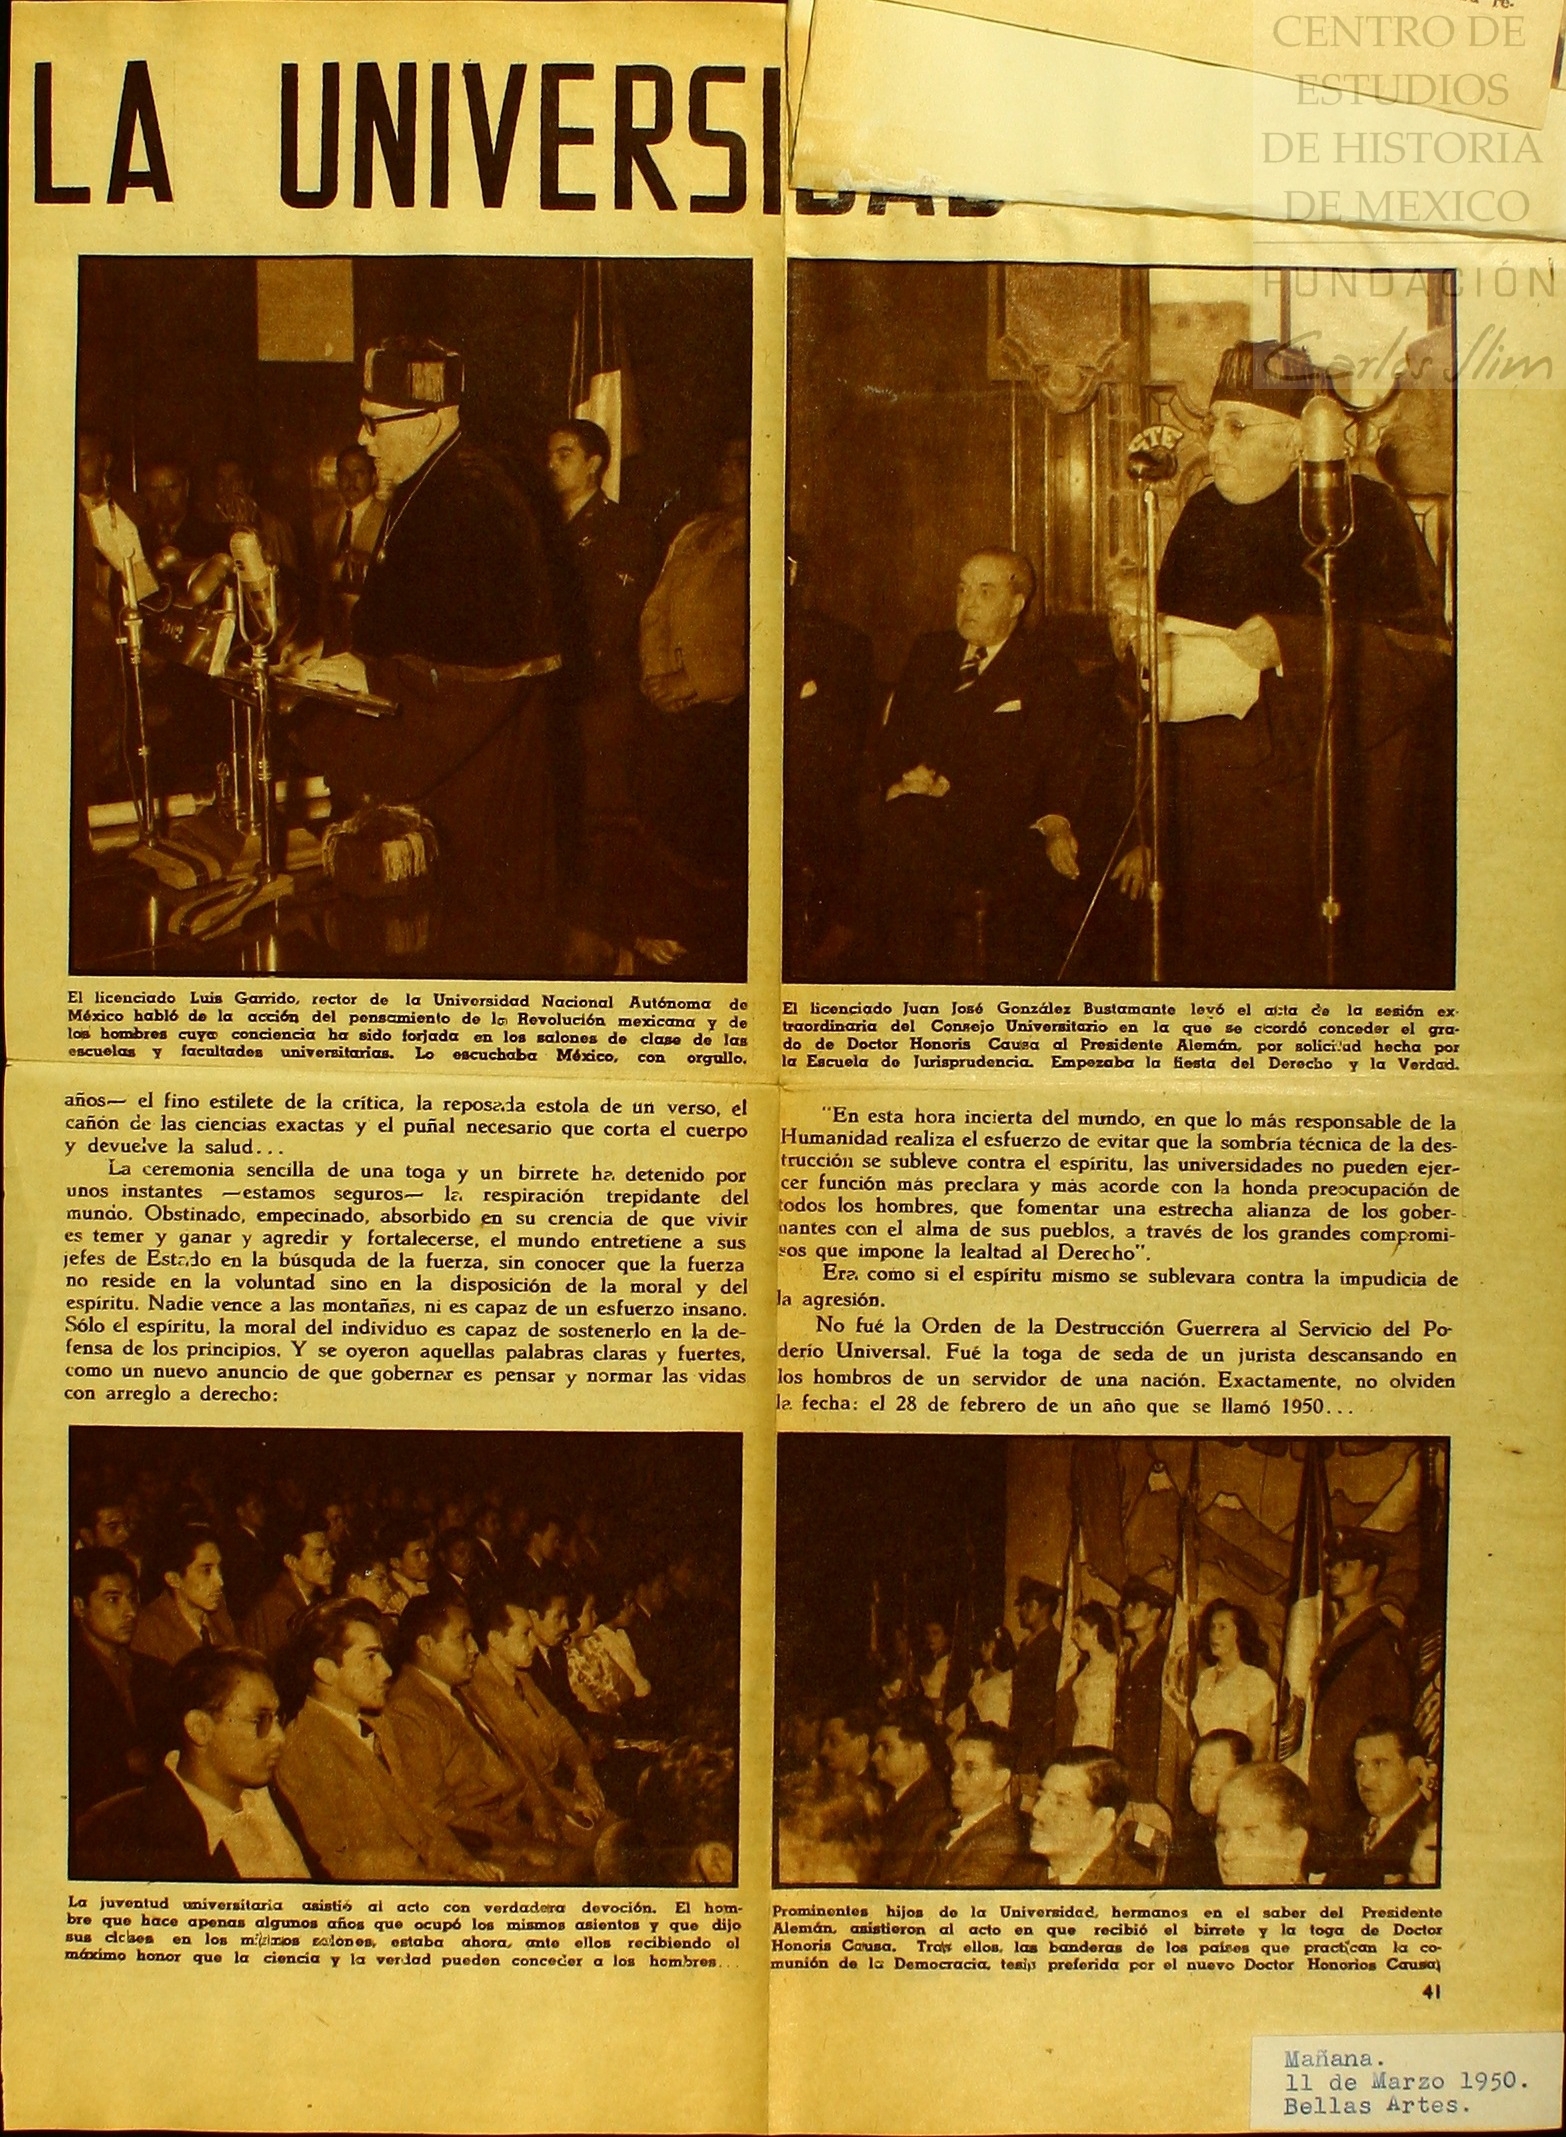 LA UNIVERSIDAD
CENTRO DE
ESTUDIOS
DE HISTORIA
DE MEXICO
FUNDACIÓN
Carlos Slim
El licenciado Luis Garrido, rector de la Universidad Nacional Autónoma de
México habló de la acción del pensamiento de la Revolución mexicana y de
los hombres cuya conciencia ha sido forjada en los salones de clase de las
escuelas y facultades universitarias. Lo escuchaba México, con orgullo.
El licenciado Juan José González Bustamante leyó el acta de la sesión ex-
traordinaria del Consejo Universitario en la que se acordó conceder el gra-
do de Doctor Honoris Causa al Presidente Alemán, por solicitud hecha por
la Escuela de Jurisprudencia. Empezaba la fiesta del Derecho y la Verdad.
años— el fino estilete de la crítica, la reposada estola de un verso, el
cañón de las ciencias exactas y el puñal necesario que corta el cuerpo
y devuelve la salud...
La ceremonia sencilla de una toga y un birrete ha detenido por
unos instantes —estamos seguros— la respiración trepidante del
mundo. Obstinado, empecinado, absorbido en su crencia de que vivir
es temer y ganar y agredir y fortalecerse, el mundo entretiene a sus
jefes de Estado en la búsquda de la fuerza, sin conocer que la fuerza
no reside en la voluntad sino en la disposición de la moral y del
espíritu. Nadie vence a las montañas, ni es capaz de un esfuerzo insano.
Sólo el espíritu, la moral del individuo es capaz de sostenerlo en la de-
fensa de los principios. Y se oyeron aquellas palabras claras y fuertes,
como un nuevo anuncio de que gobernar es pensar y normar las vidas
con arreglo a derecho:
"En esta hora incierta del mundo, en que lo más responsable de la
Humanidad realiza el esfuerzo de evitar que la sombría técnica de la des-
trucción se subleve contra el espíritu, las universidades no pueden ejer-
cer función más preclara y más acorde con la honda preocupación de
todos los hombres, que fomentar una estrecha alianza de los gober-
nantes con el alma de sus pueblos, a través de los grandes compromi-
sos que impone la lealtad al Derecho".
Era como si el espíritu mismo se sublevara contra la impudicia de
la agresión.
No fué la Orden de la Destrucción Guerrera al Servicio del Po-
derío Universal. Fué la toga de seda de un jurista descansando en
los hombros de un servidor de una nación. Exactamente, no olviden
la fecha: el 28 de febrero de un año que se llamó 1950...
La juventud universitaria asistió al acto con verdadera devoción. El hom-
bre que hace apenas algunos años que ocupó los mismos asientos y que dijo
sus clases en los mismos salones, estaba ahora, ante ellos recibiendo el
máximo honor que la ciencia y la verdad pueden conceder a los hombres...
Prominentes hijos de la Universidad, hermanos en el saber del Presidente
Alemán, asistieron al acto en que recibió el birrete y la toga de Doctor
Honoris Causa. Tras ellos, las banderas de los países que practican la co-
munión de la Democracia, tesis preferida por el nuevo Doctor Honorios Causa.
41
Mañana.
11 de Marzo 1950.
Bellas Artes.